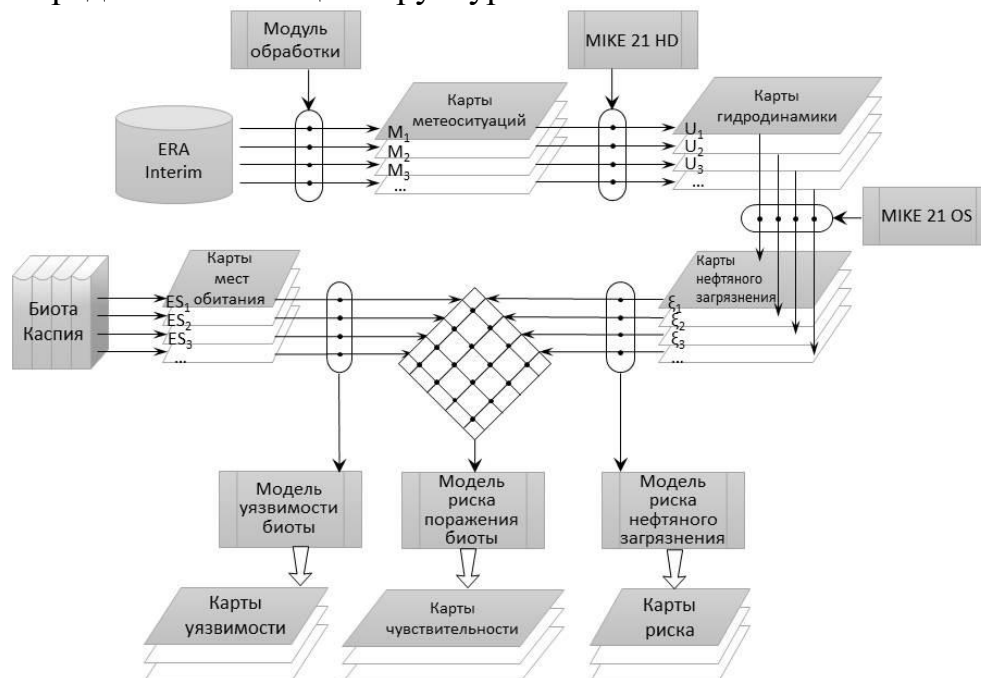 Модуль
обработки
MIKE 21 HD
Карты
метеоситуаций
Карты
гидродинамики
ERA
Interim
M1
M2
M3
...
U1
U2
U3
...
MIKE 21 OS
Биота
Каспия
Карты
мест
обитания
ES1
ES2
ES3
...
Карты
нефтяного
загрязнения
ξ1
ξ2
ξ3
...
Модель
уязвимости
биоты
Модель
риска
поражения
биоты
Модель
риска
нефтяного
загрязнения
Карты
уязвимости
Карты
чувствительности
Карты
риска